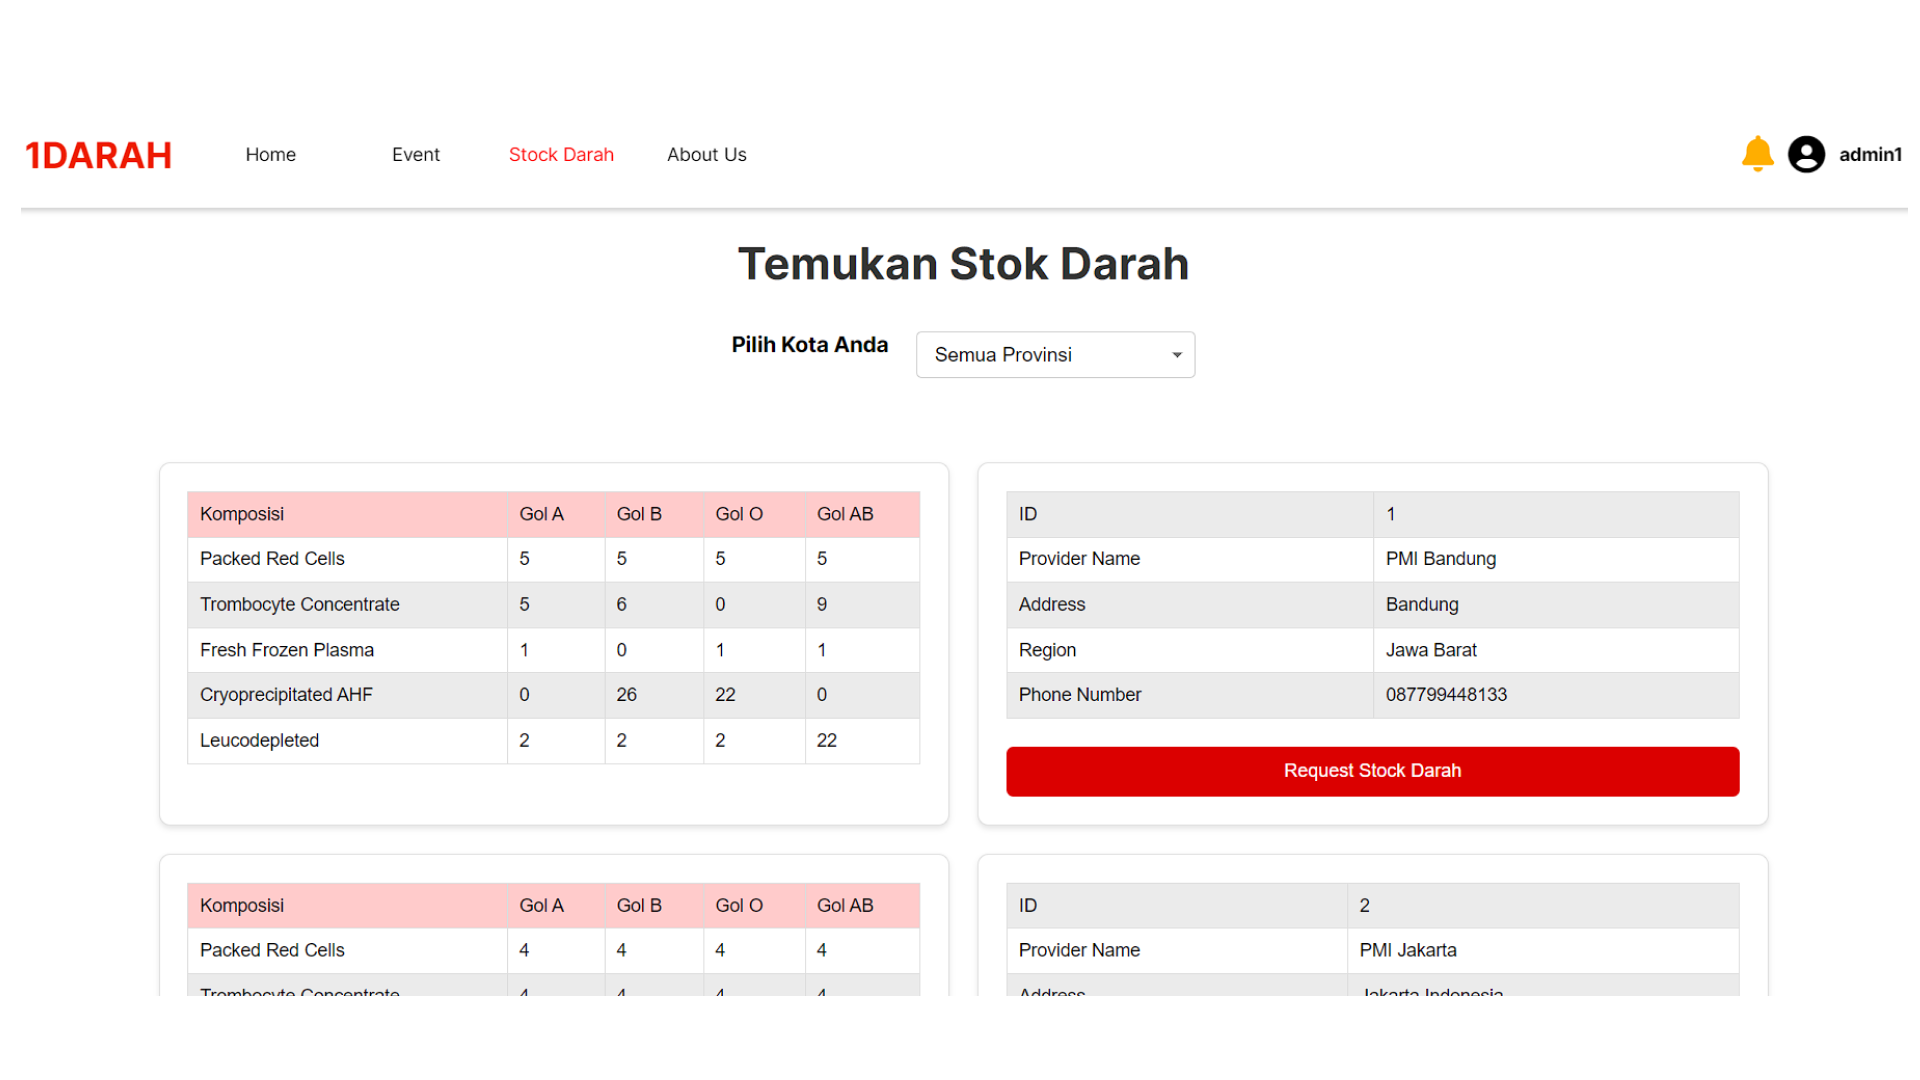 1DARAH Home Event Stock Darah About Us admin1
Temukan Stok Darah
Pilih Kota Anda Semua Provinsi
Komposisi Gol A Gol B Gol O Gol AB
Packed Red Cells 5 5 5 5
Trombocyte Concentrate 5 6 0 9
Fresh Frozen Plasma 1 0 1 1
Cryoprecipitated AHF 0 26 22 0
Leucodepleted 2 2 2 22
ID 1
Provider Name PMI Bandung
Address Bandung
Region Jawa Barat
Phone Number 087799448133
Request Stock Darah
Komposisi Gol A Gol B Gol O Gol AB
Packed Red Cells 4 4 4 4
Trombocyte Concentrate 4 4 4 4
ID 2
Provider Name PMI Jakarta
Address Jakarta Indonesia